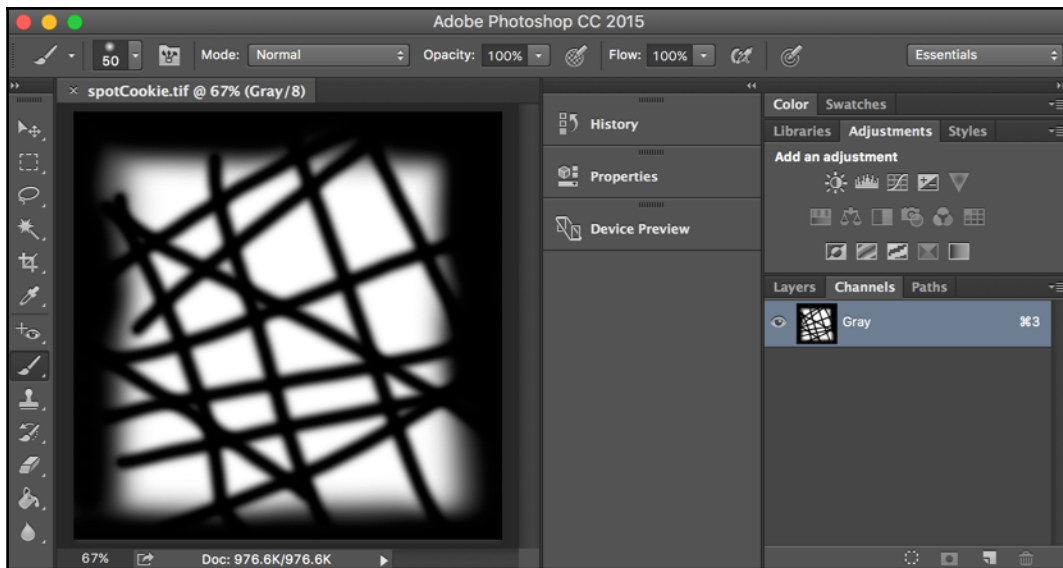 Adobe Photoshop CC 2015
50 Mode: Normal Opacity: 100% Flow: 100% Essentials
× spotCookie.tif @ 67% (Gray/8)
History
Properties
Device Preview
Color Swatches
Libraries Adjustments Styles
Add an adjustment
Layers Channels Paths
Gray ⌘3
67% Doc: 976.6K/976.6K